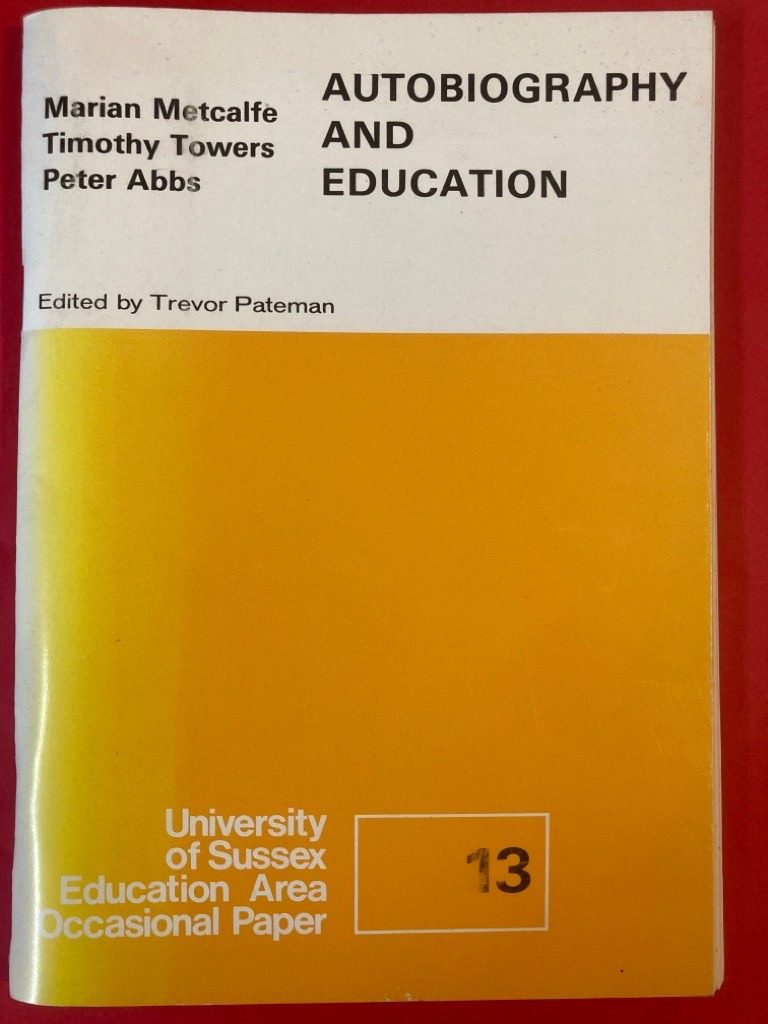 Marian Metcalfe
Timothy Towers
Peter Abbs
AUTOBIOGRAPHY
AND
EDUCATION
Edited by Trevor Pateman
University
of Sussex
Education Area
Occasional Paper
13